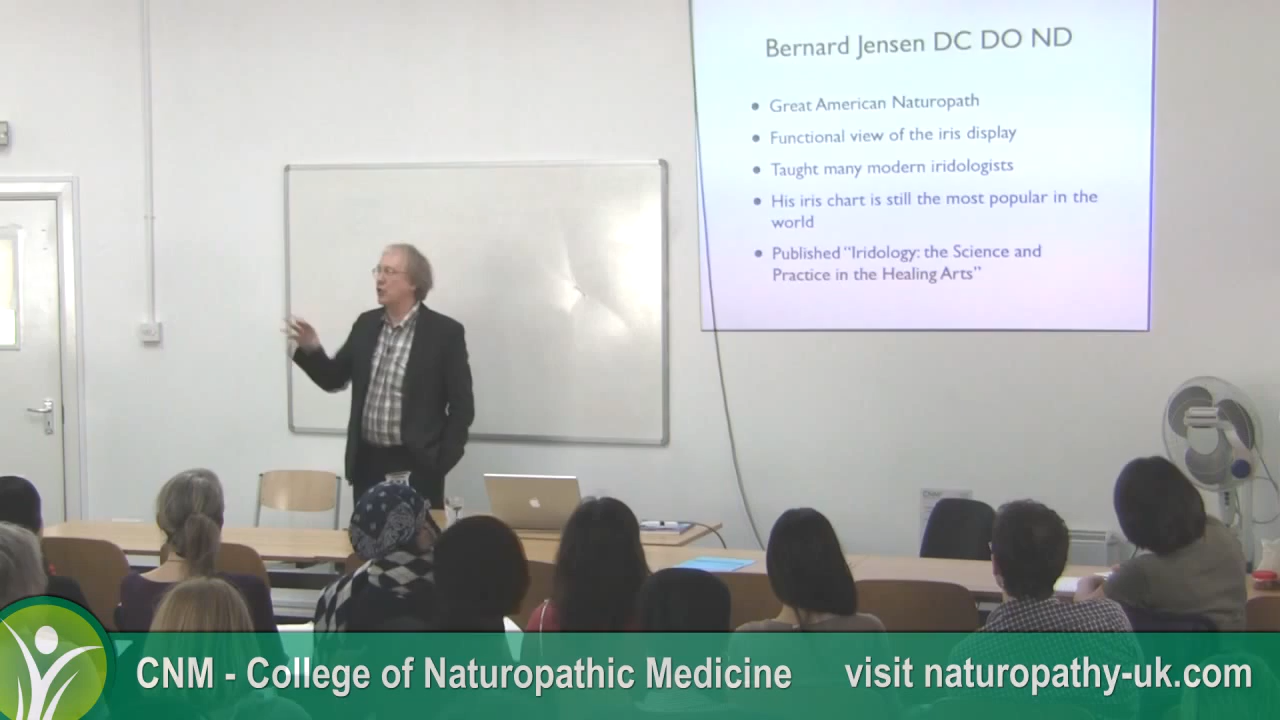 Bernard Jensen DC DO ND
• Great American Naturopath
• Functional view of the iris display
• Taught many modern iridologists
• His iris chart is still the most popular in the
world
• Published “Iridology: the Science and
Practice in the Healing Arts”
CNM - College of Naturopathic Medicine
visit naturopathy-uk.com